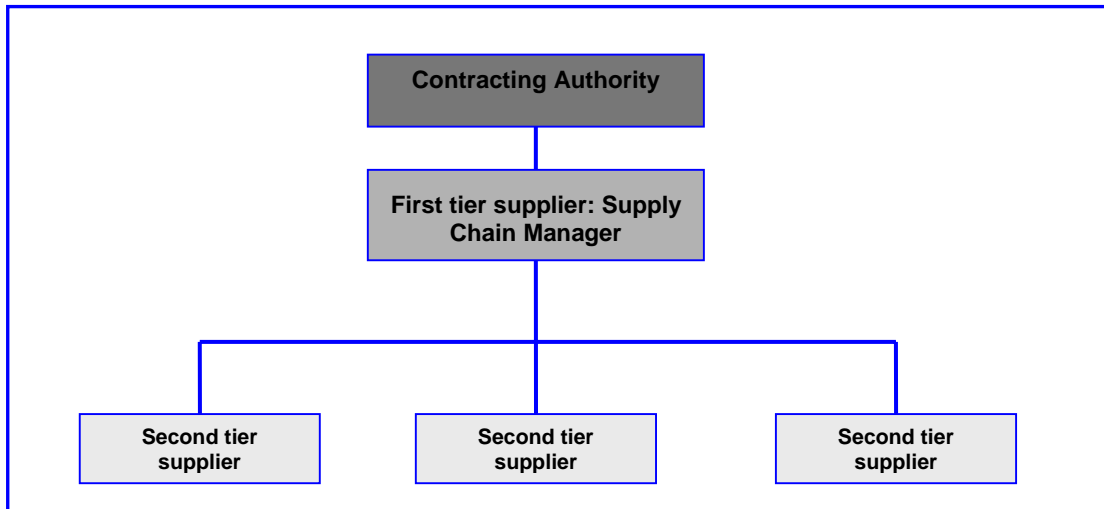 Contracting Authority
First tier supplier: Supply
Chain Manager
Second tier
supplier
Second tier
supplier
Second tier
supplier